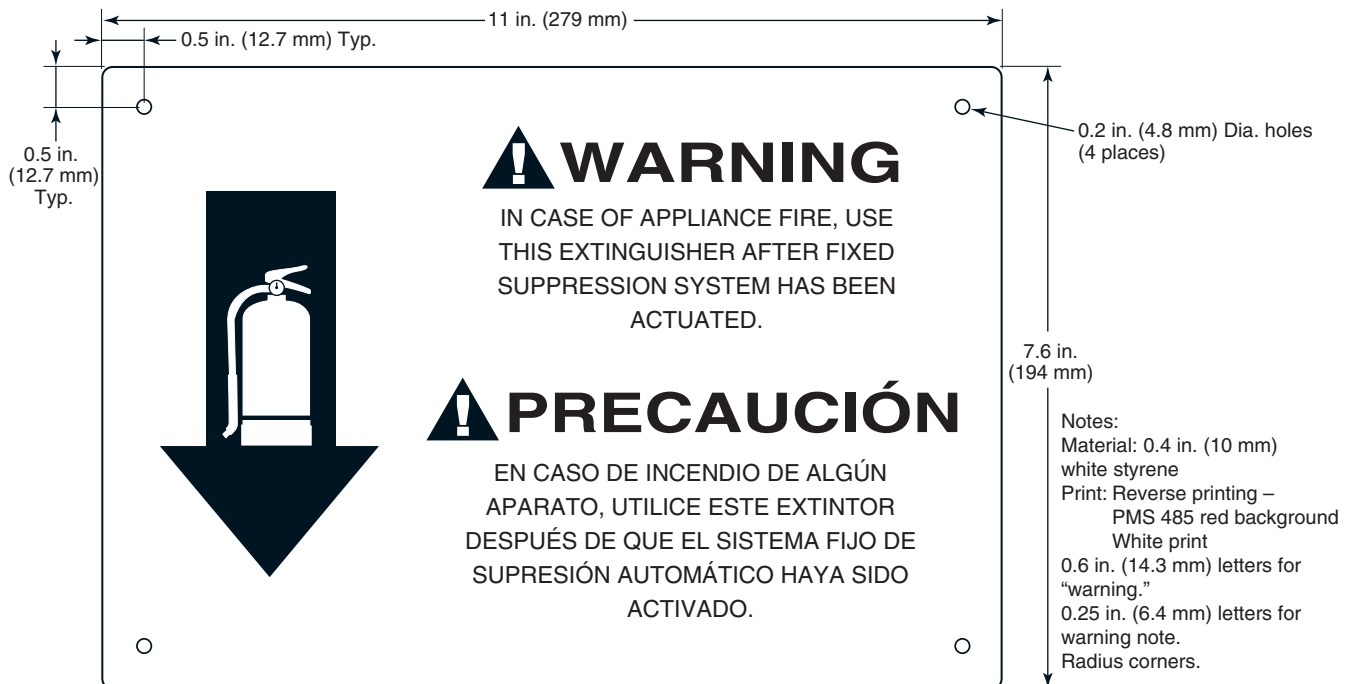 11 in. (279 mm)
0.5 in. (12.7 mm) Typ.
0.5 in.
(12.7 mm)
Typ.
0.2 in. (4.8 mm) Dia. holes
(4 places)
WARNING
IN CASE OF APPLIANCE FIRE, USE
THIS EXTINGUISHER AFTER FIXED
SUPPRESSION SYSTEM HAS BEEN
ACTUATED.
7.6 in.
(194 mm)
PRECAUCIÓN
EN CASO DE INCENDIO DE ALGÚN
APARATO, UTILICE ESTE EXTINTOR
DESPUÉS DE QUE EL SISTEMA FIJO DE
SUPRESIÓN AUTOMÁTICO HAYA SIDO
ACTIVADO.
Notes:
Material: 0.4 in. (10 mm)
white styrene
Print: Reverse printing –
PMS 485 red background
White print
0.6 in. (14.3 mm) letters for
“warning.”
0.25 in. (6.4 mm) letters for
warning note.
Radius corners.